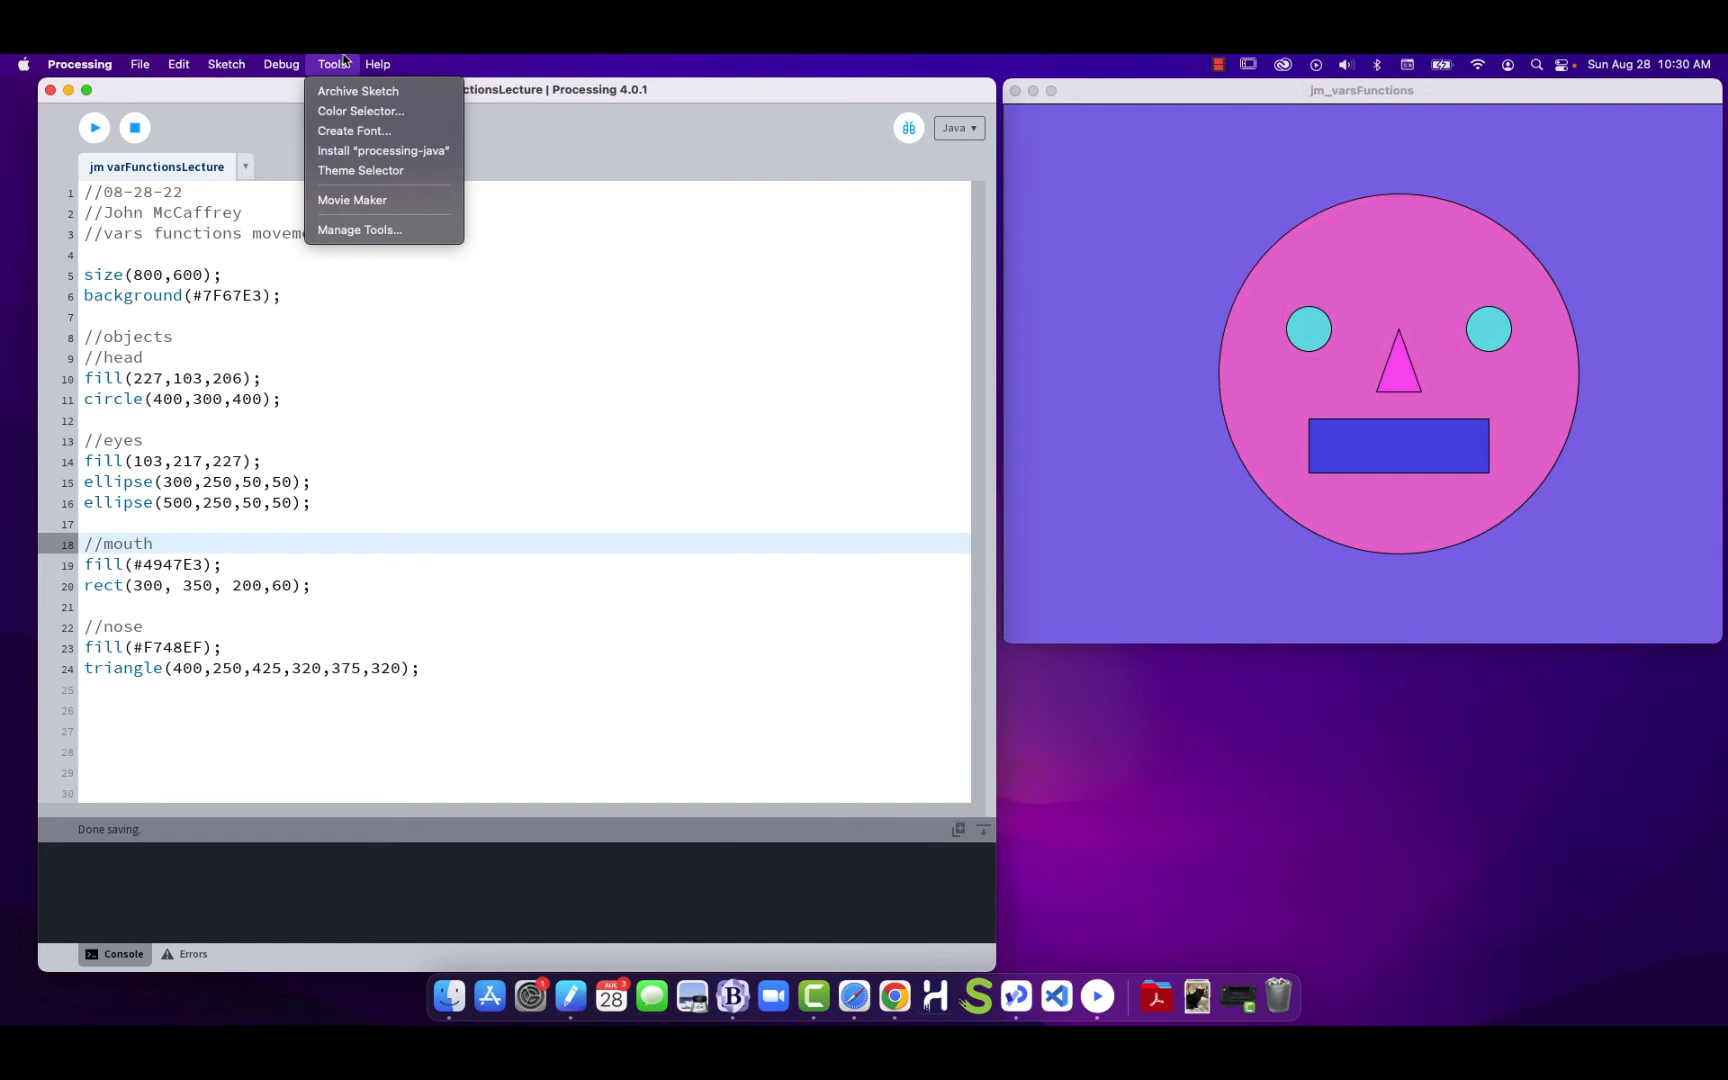 Processing File Edit Sketch Debug Tools Help
Sun Aug 28 10:30 AM
Archive Sketch
Color Selector...
Create Font...
Install “processing-java”
Theme Selector
Movie Maker
Manage Tools...
ctionsLecture | Processing 4.0.1
Java ▾
jm varFunctionsLecture
1 //08-28-22
2 //John McCaffrey
3 //vars functions movem
4
5 size(800,600);
6 background(#7F67E3);
7
8 //objects
9 //head
10 fill(227,103,206);
11 circle(400,300,400);
12
13 //eyes
14 fill(103,217,227);
15 ellipse(300,250,50,50);
16 ellipse(500,250,50,50);
17
18 //mouth
19 fill(#4947E3);
20 rect(300, 350, 200,60);
21
22 //nose
23 fill(#F748EF);
24 triangle(400,250,425,320,375,320);
25
26
27
28
29
30
Done saving.
Console Errors
jm_varsFunctions
1
AUG 3
28